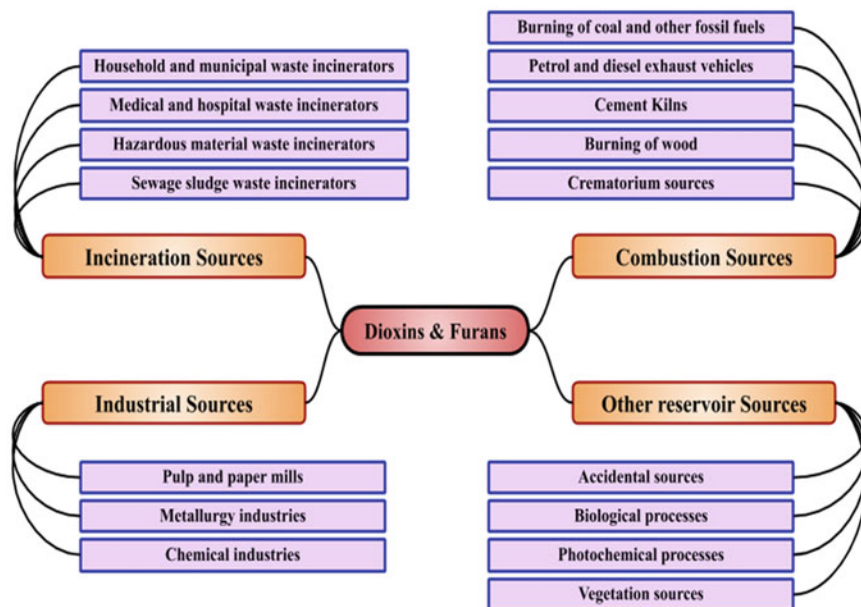 Household and municipal waste incinerators
Medical and hospital waste incinerators
Hazardous material waste incinerators
Sewage sludge waste incinerators
Incineration Sources
Burning of coal and other fossil fuels
Petrol and diesel exhaust vehicles
Cement Kilns
Burning of wood
Crematorium sources
Combustion Sources
Dioxins & Furans
Industrial Sources
Pulp and paper mills
Metallurgy industries
Chemical industries
Other reservoir Sources
Accidental sources
Biological processes
Photochemical processes
Vegetation sources